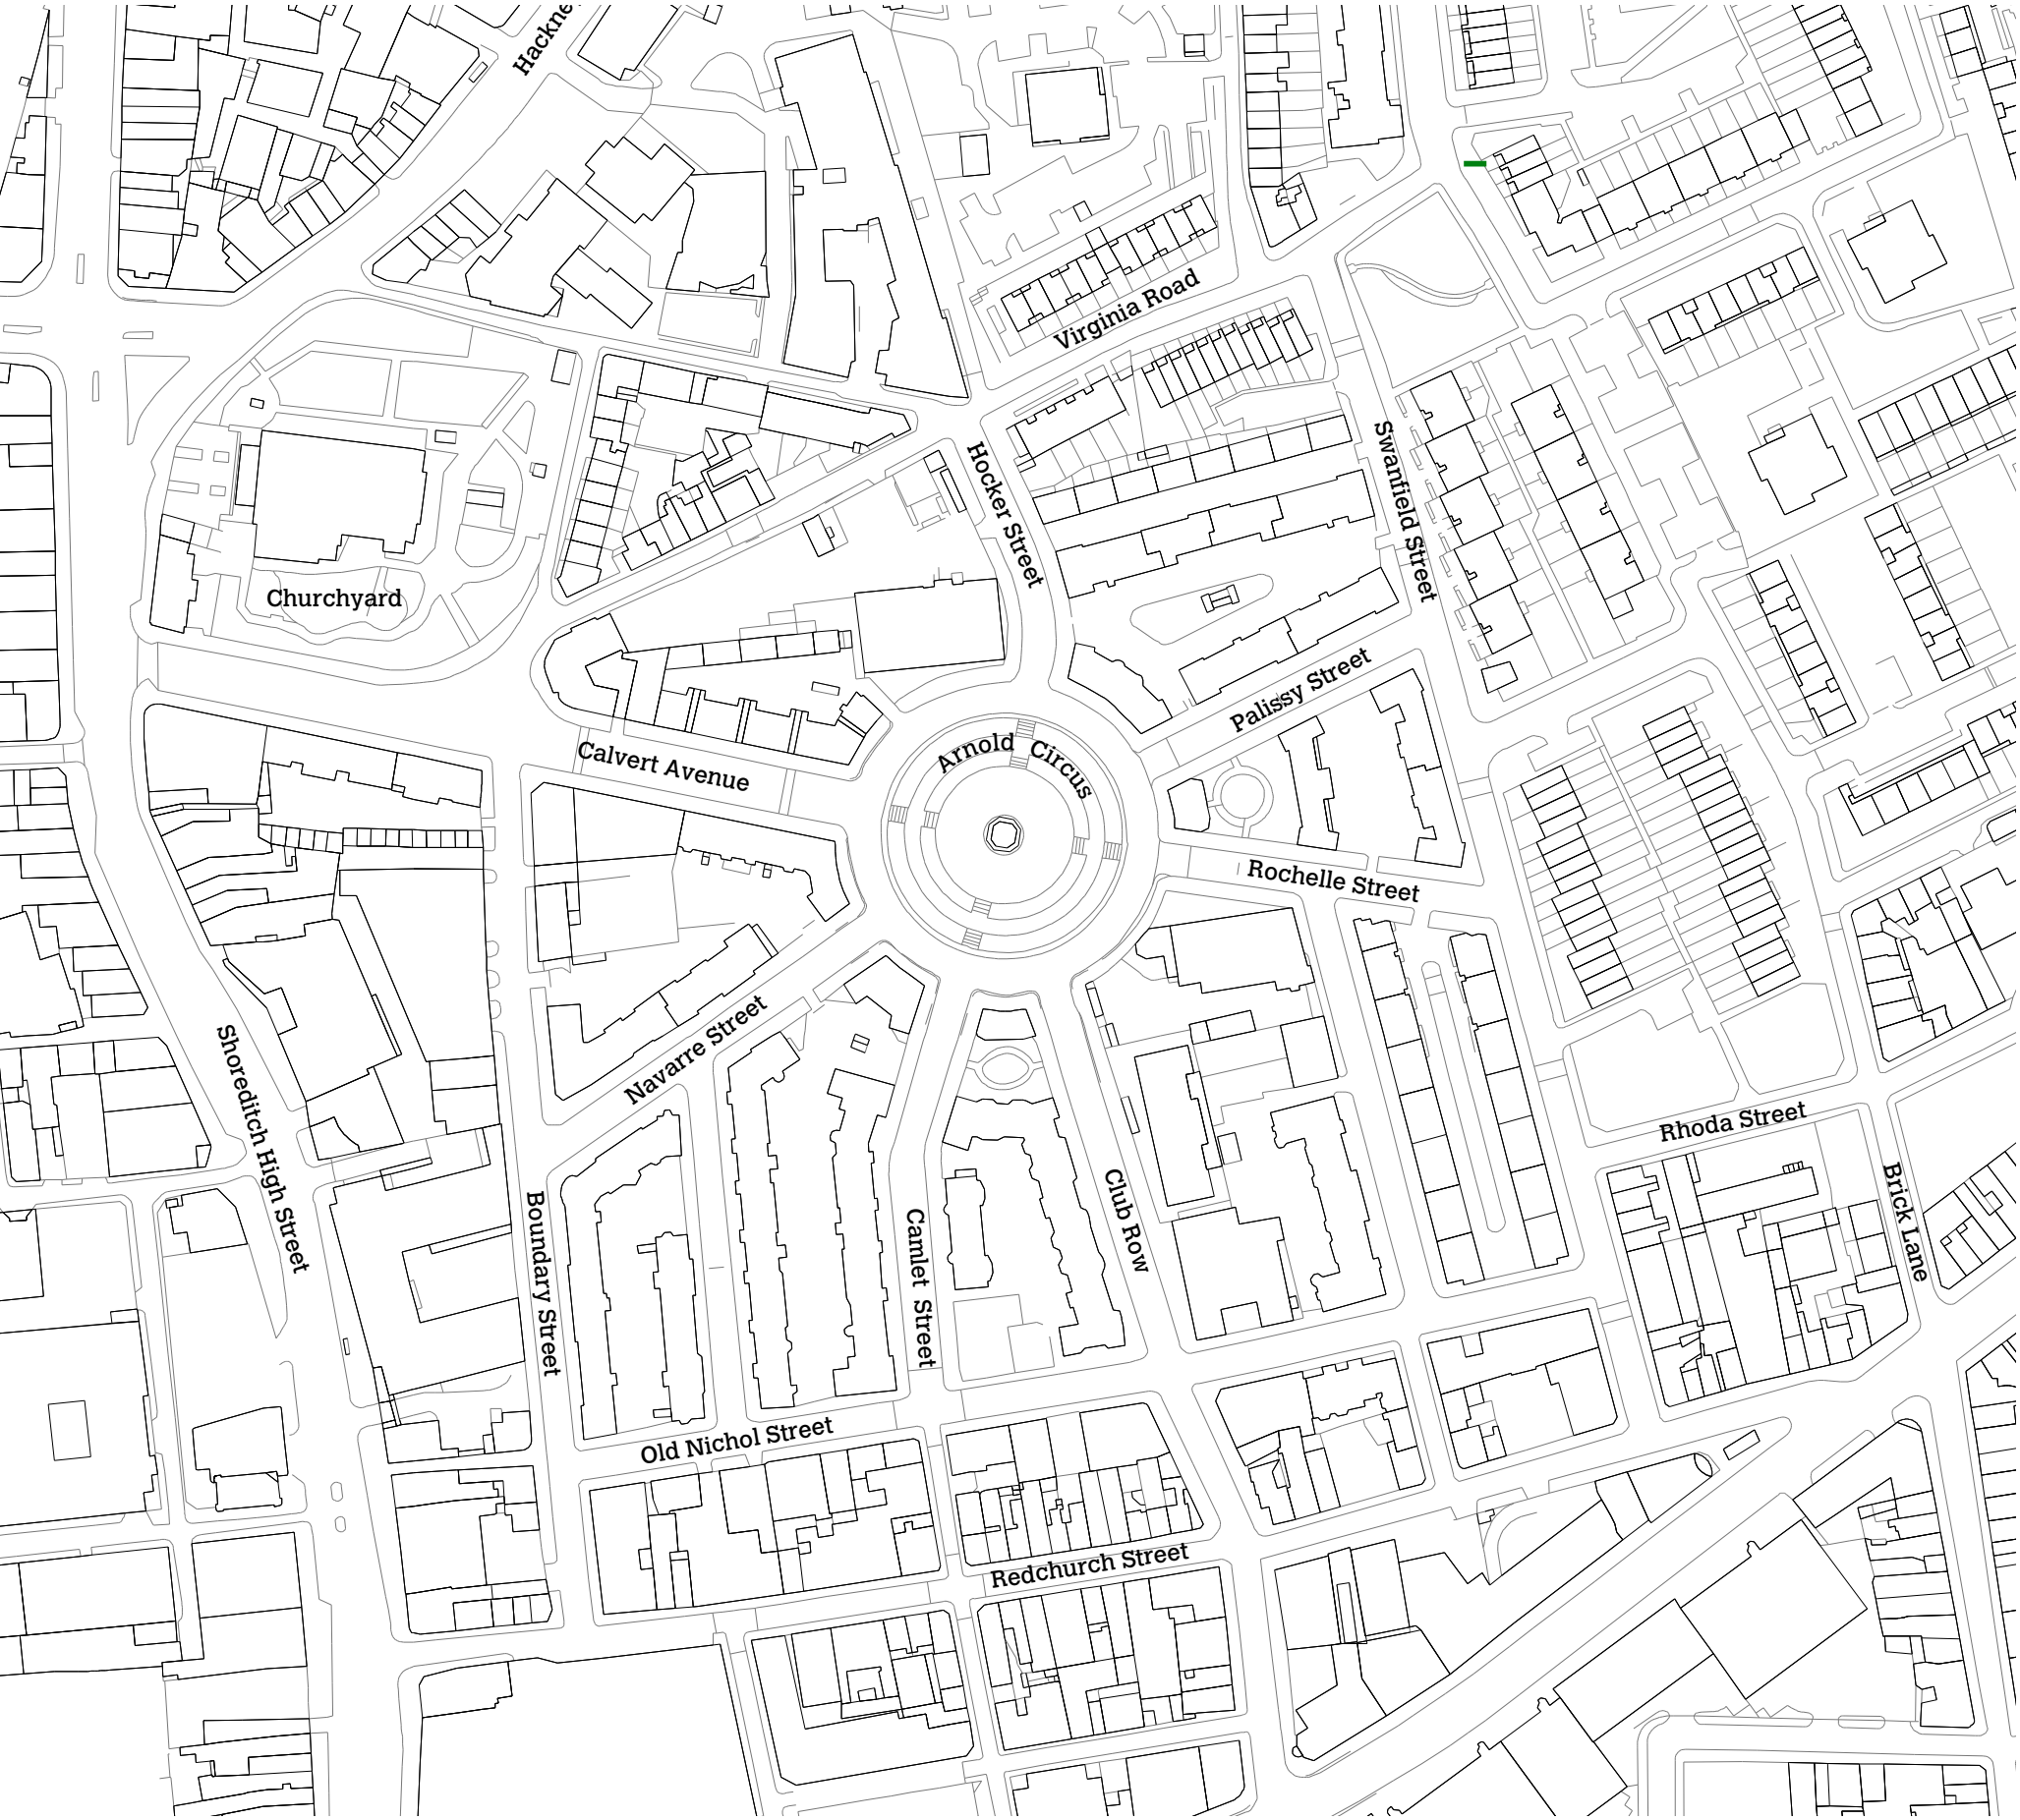 Hackne
Virginia Road
Hocker Street
Swanfield Street
Churchyard
Palissy Street
Calvert Avenue
Arnold Circus
Rochelle Street
Navarre Street
Shoreditch High Street
Rhoda Street
Boundary Street
Camlet Street
Club Row
Brick Lane
Old Nichol Street
Redchurch Street